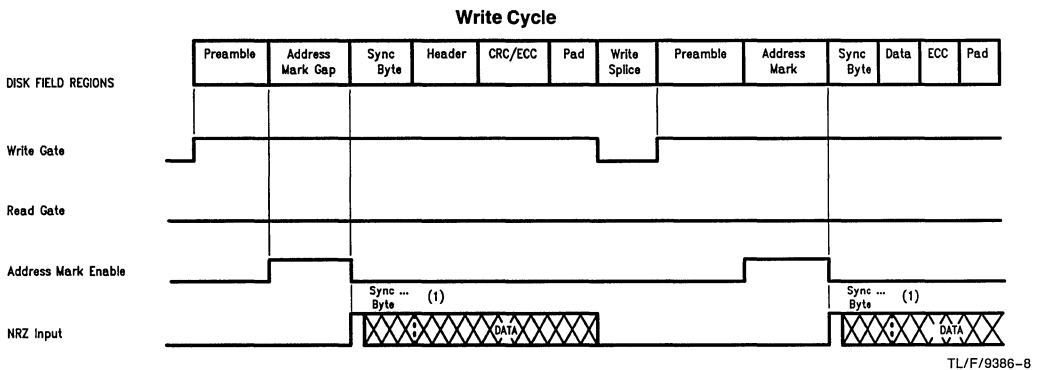 Write Cycle
Preamble Address Sync Header CRC/ECC Pad Write Preamble Address Sync Data ECC Pad
Mark Gap Byte Splice Mark Byte
DISK FIELD REGIONS
Write Gate
Read Gate
Address Mark Enable
Sync ... (1) Sync ... (1)
Byte Byte
NRZ Input DATA DATA
TL/F/9386-8